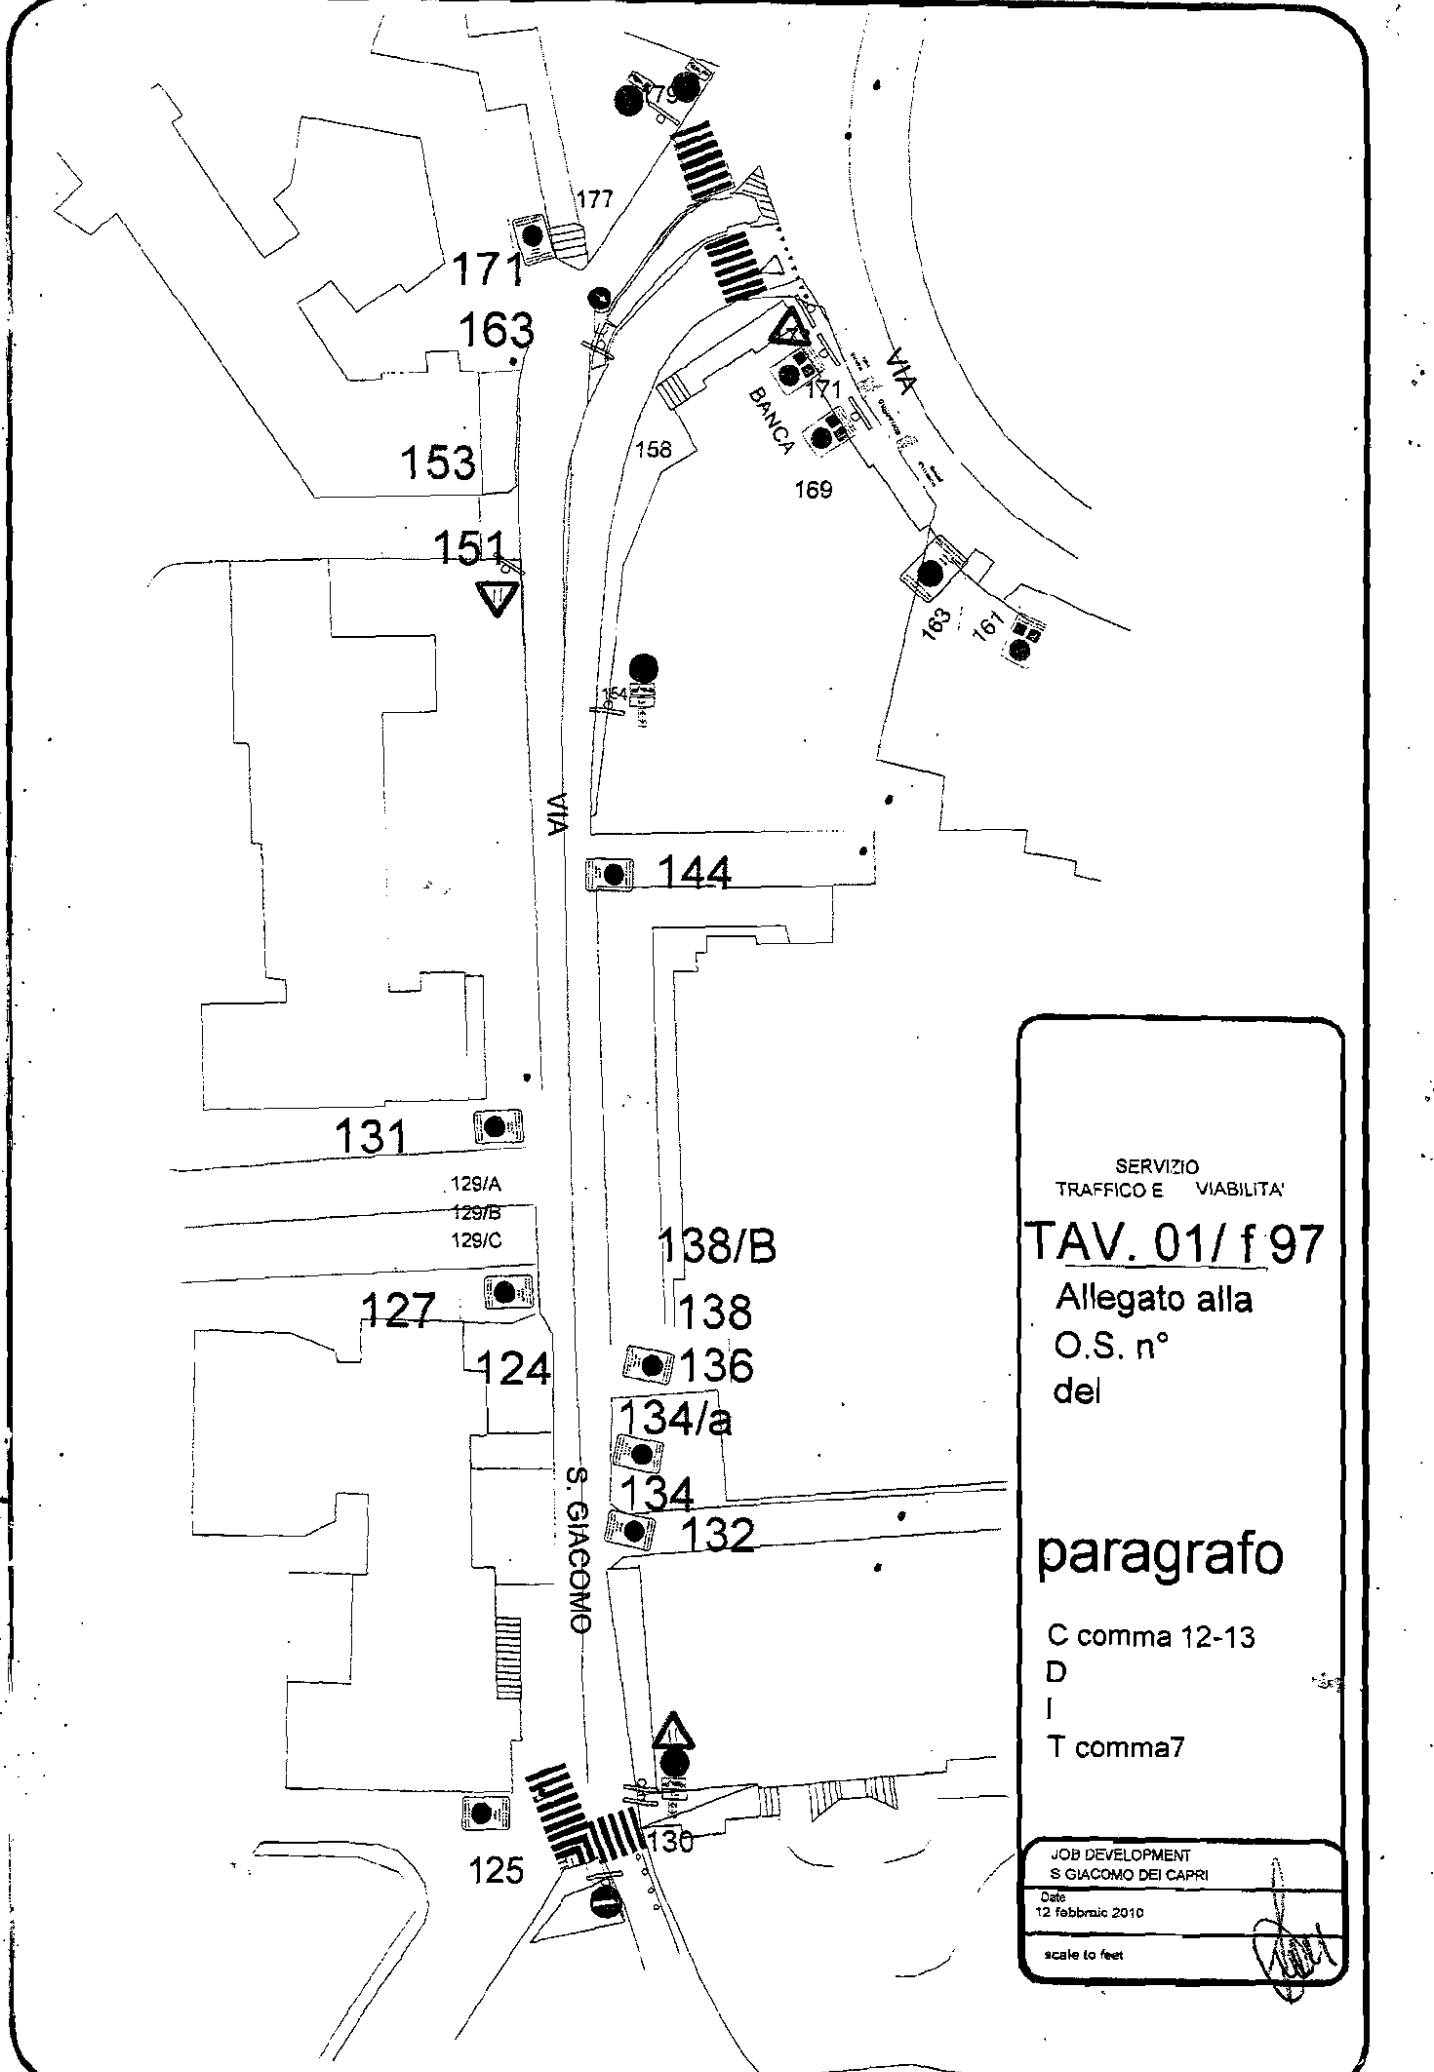 179
177
171
163
VIA
BANCA
171
153
158
169
151
163
161
154
VIA
144
131
129/A
129/B
129/C
138/B
127
138
124
136
134/a
134
S. GIACOMO
132
130
125
SERVIZIO
TRAFFICO E VIABILITA'
TAV. 01/ f 97
Allegato alla
O.S. n°
del
paragrafo
C comma 12-13
D
I
T comma7
JOB DEVELOPMENT
S GIACOMO DEI CAPRI
Date
12 febbraio 2010
scale to feet